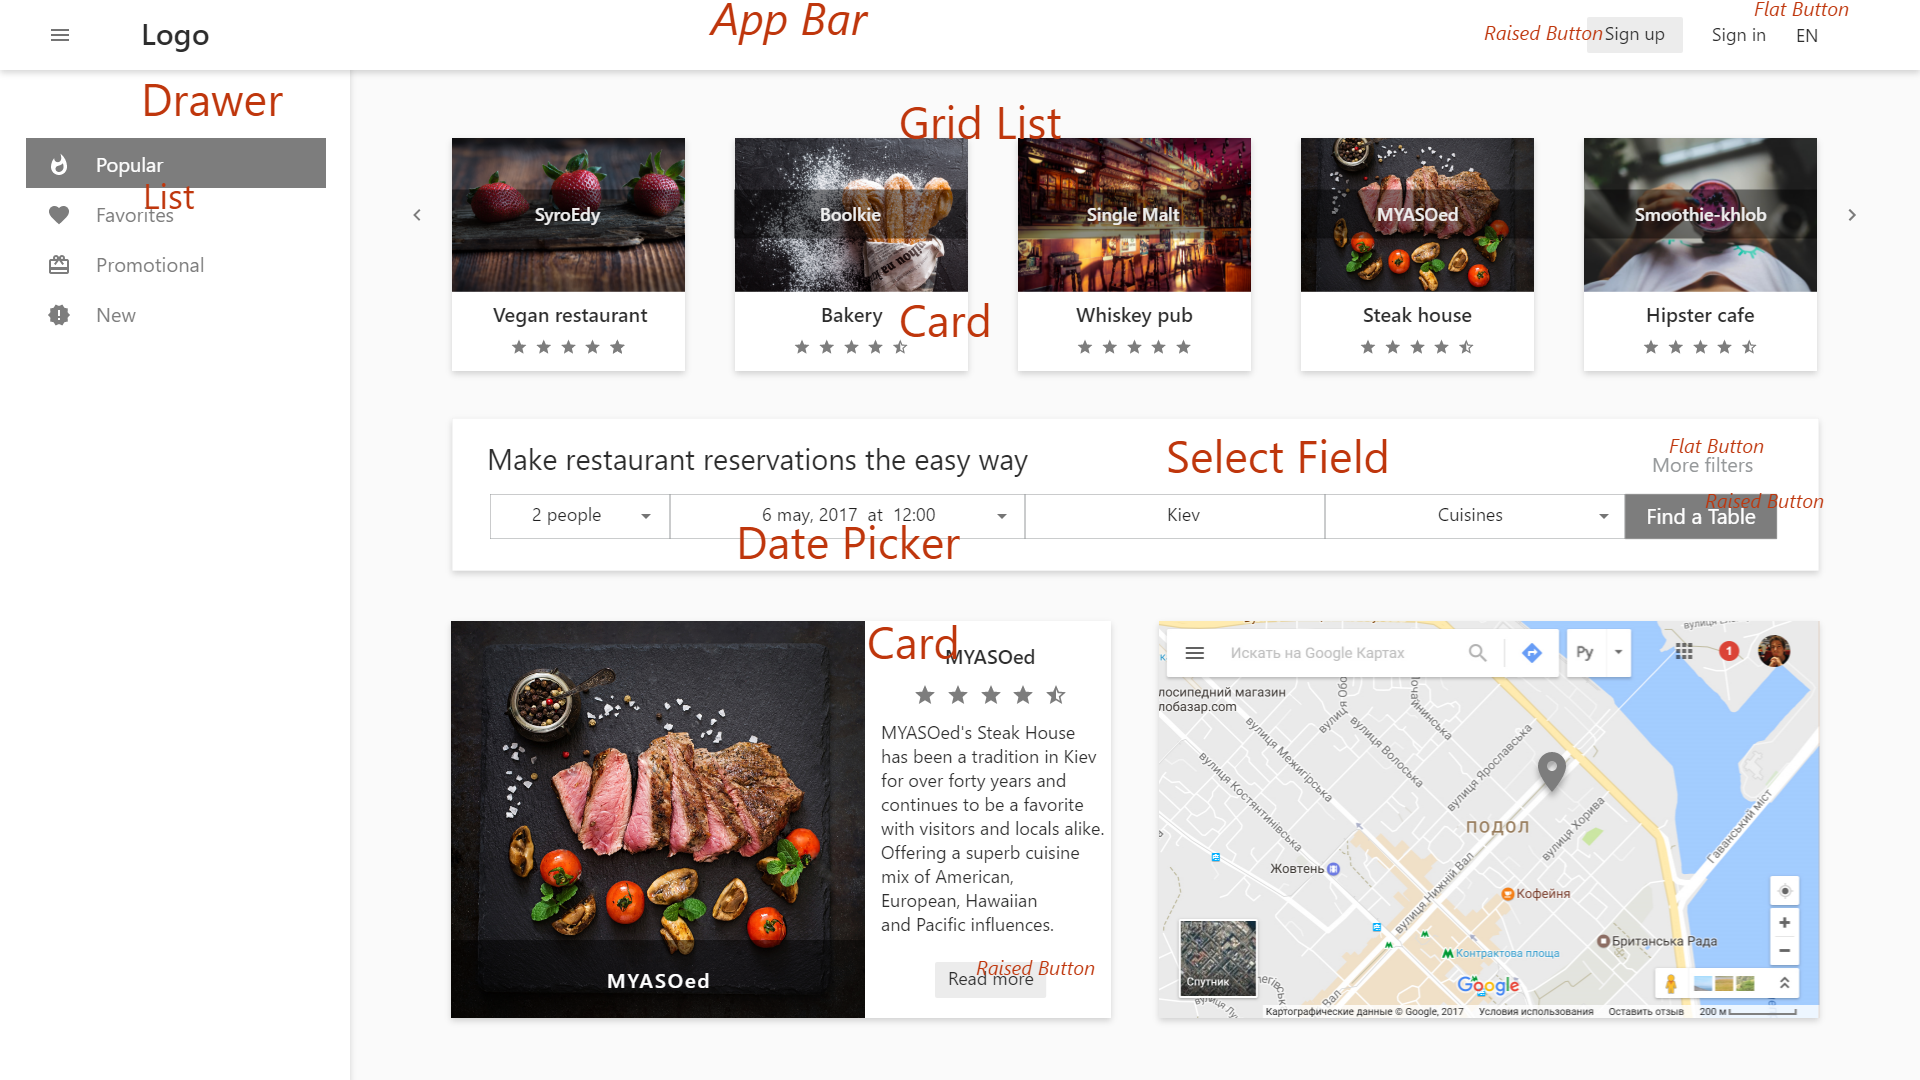 App Bar
Flat Button
Logo
Raised Button
Sign up
Sign in
EN
Drawer
Grid List
Popular
List
Favorites
Promotional
New
SyroEdy
Boolkie
Single Malt
MYASOed
Smoothie-khlob
Vegan restaurant
Bakery
Card
Whiskey pub
Steak house
Hipster cafe
Make restaurant reservations the easy way
Select Field
Flat Button
More filters
Raised Button
2 people
6 may, 2017 at 12:00
Kiev
Cuisines
Find a Table
Date Picker
Card
MYASOed
MYASOed's Steak House
has been a tradition in Kiev
for over forty years and
continues to be a favorite
with visitors and locals alike.
Offering a superb cuisine
mix of American,
European, Hawaiian
and Pacific influences.
Raised Button
Read more
MYASOed
Искать на Google Картах
Ру
1
лосипедний магазин
лобазар.com
вулиця Межигірська
вулиця Волоська
вулиця Ярославська
вулиця Костянтинівська
ПОДОЛ
вулиця Хорива
Гаванський міст
Жовтень
вулиця Нижній Вал
Кофейня
Британська Рада
Контрактова площа
Спутник
Google
Картографические данные © Google, 2017
Условия использования
Оставить отзыв
200 м